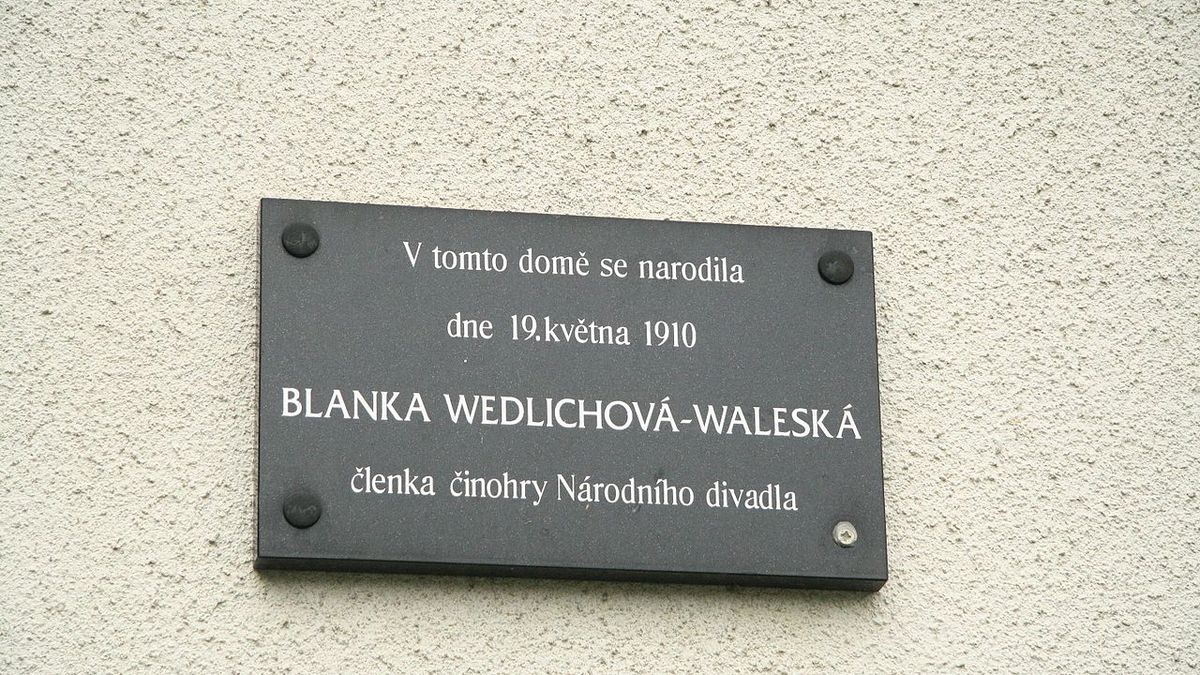 V tomto domě se narodila
dne 19.května 1910
BLANKA WEDLICHOVÁ-WALESKÁ
členka činohry Národního divadla